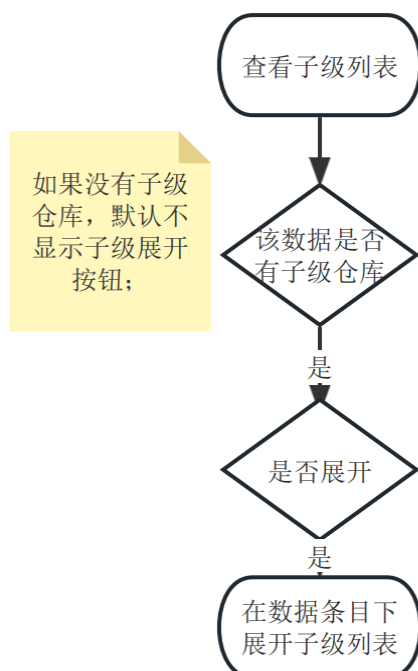 查看子级列表
如果没有子级
仓库，默认不
显示子级展开
按钮；
该数据是否
有子级仓库
是
是否展开
是
在数据条目下
展开子级列表